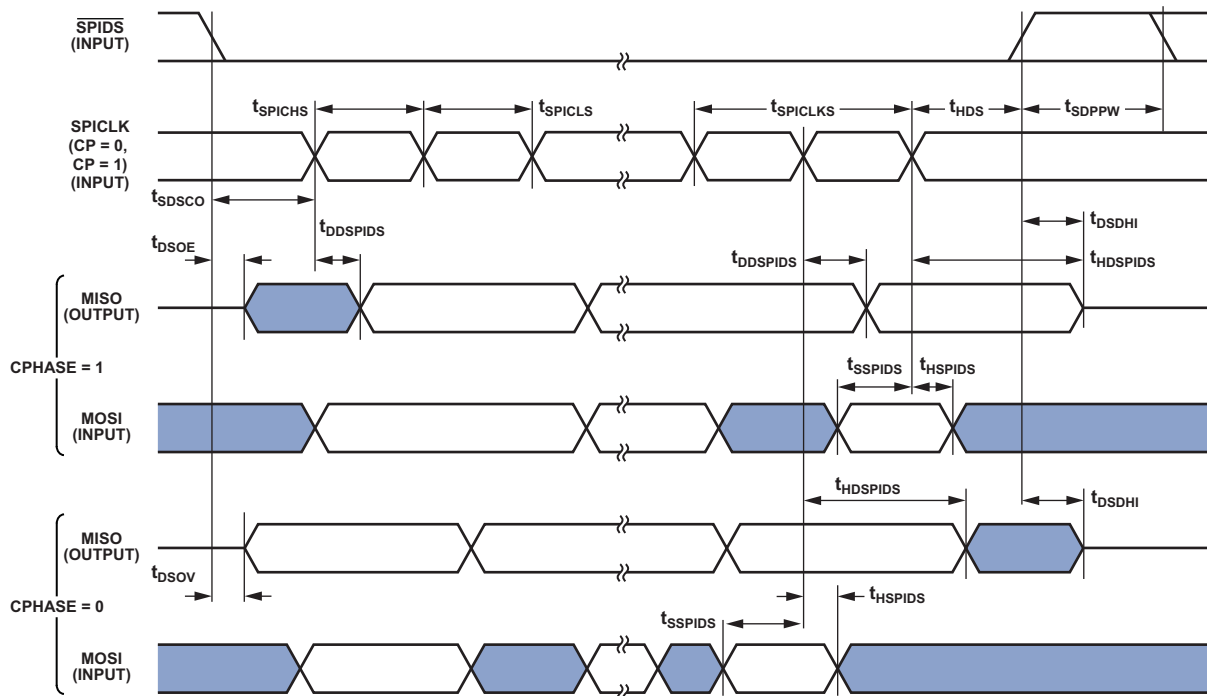 SPIDS
(INPUT)
tSPICHS
tSPICLS
tSPICLKS
tHDS
tSDPPW
SPICLK
(CP = 0,
CP = 1)
(INPUT)
tSDSCO
tDSOE
tDDSPIDS
tDDSPIDS
tDSDHI
tHDSPIDS
MISO
(OUTPUT)
CPHASE = 1
tSSPIDS
tHSPIDS
MOSI
(INPUT)
tHDSPIDS
tDSDHI
MISO
(OUTPUT)
tDSOV
CPHASE = 0
tHSPIDS
tSSPIDS
MOSI
(INPUT)